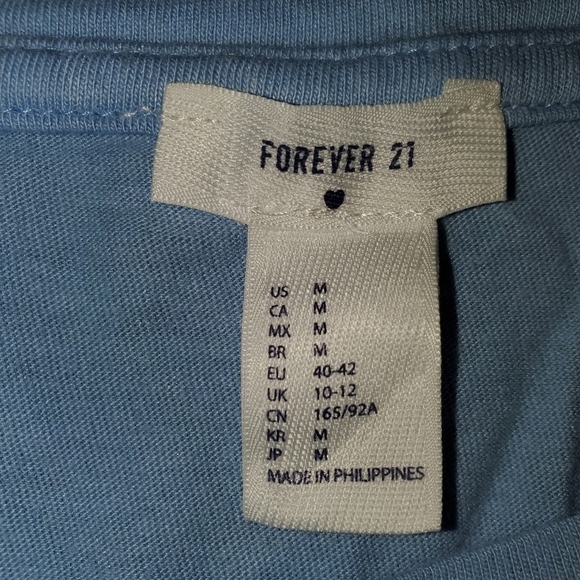 FOREVER 21
US M
CA M
MX M
BR M
EU 40-42
UK 10-12
CN 165/92A
KR M
JP M
MADE IN PHILIPPINES